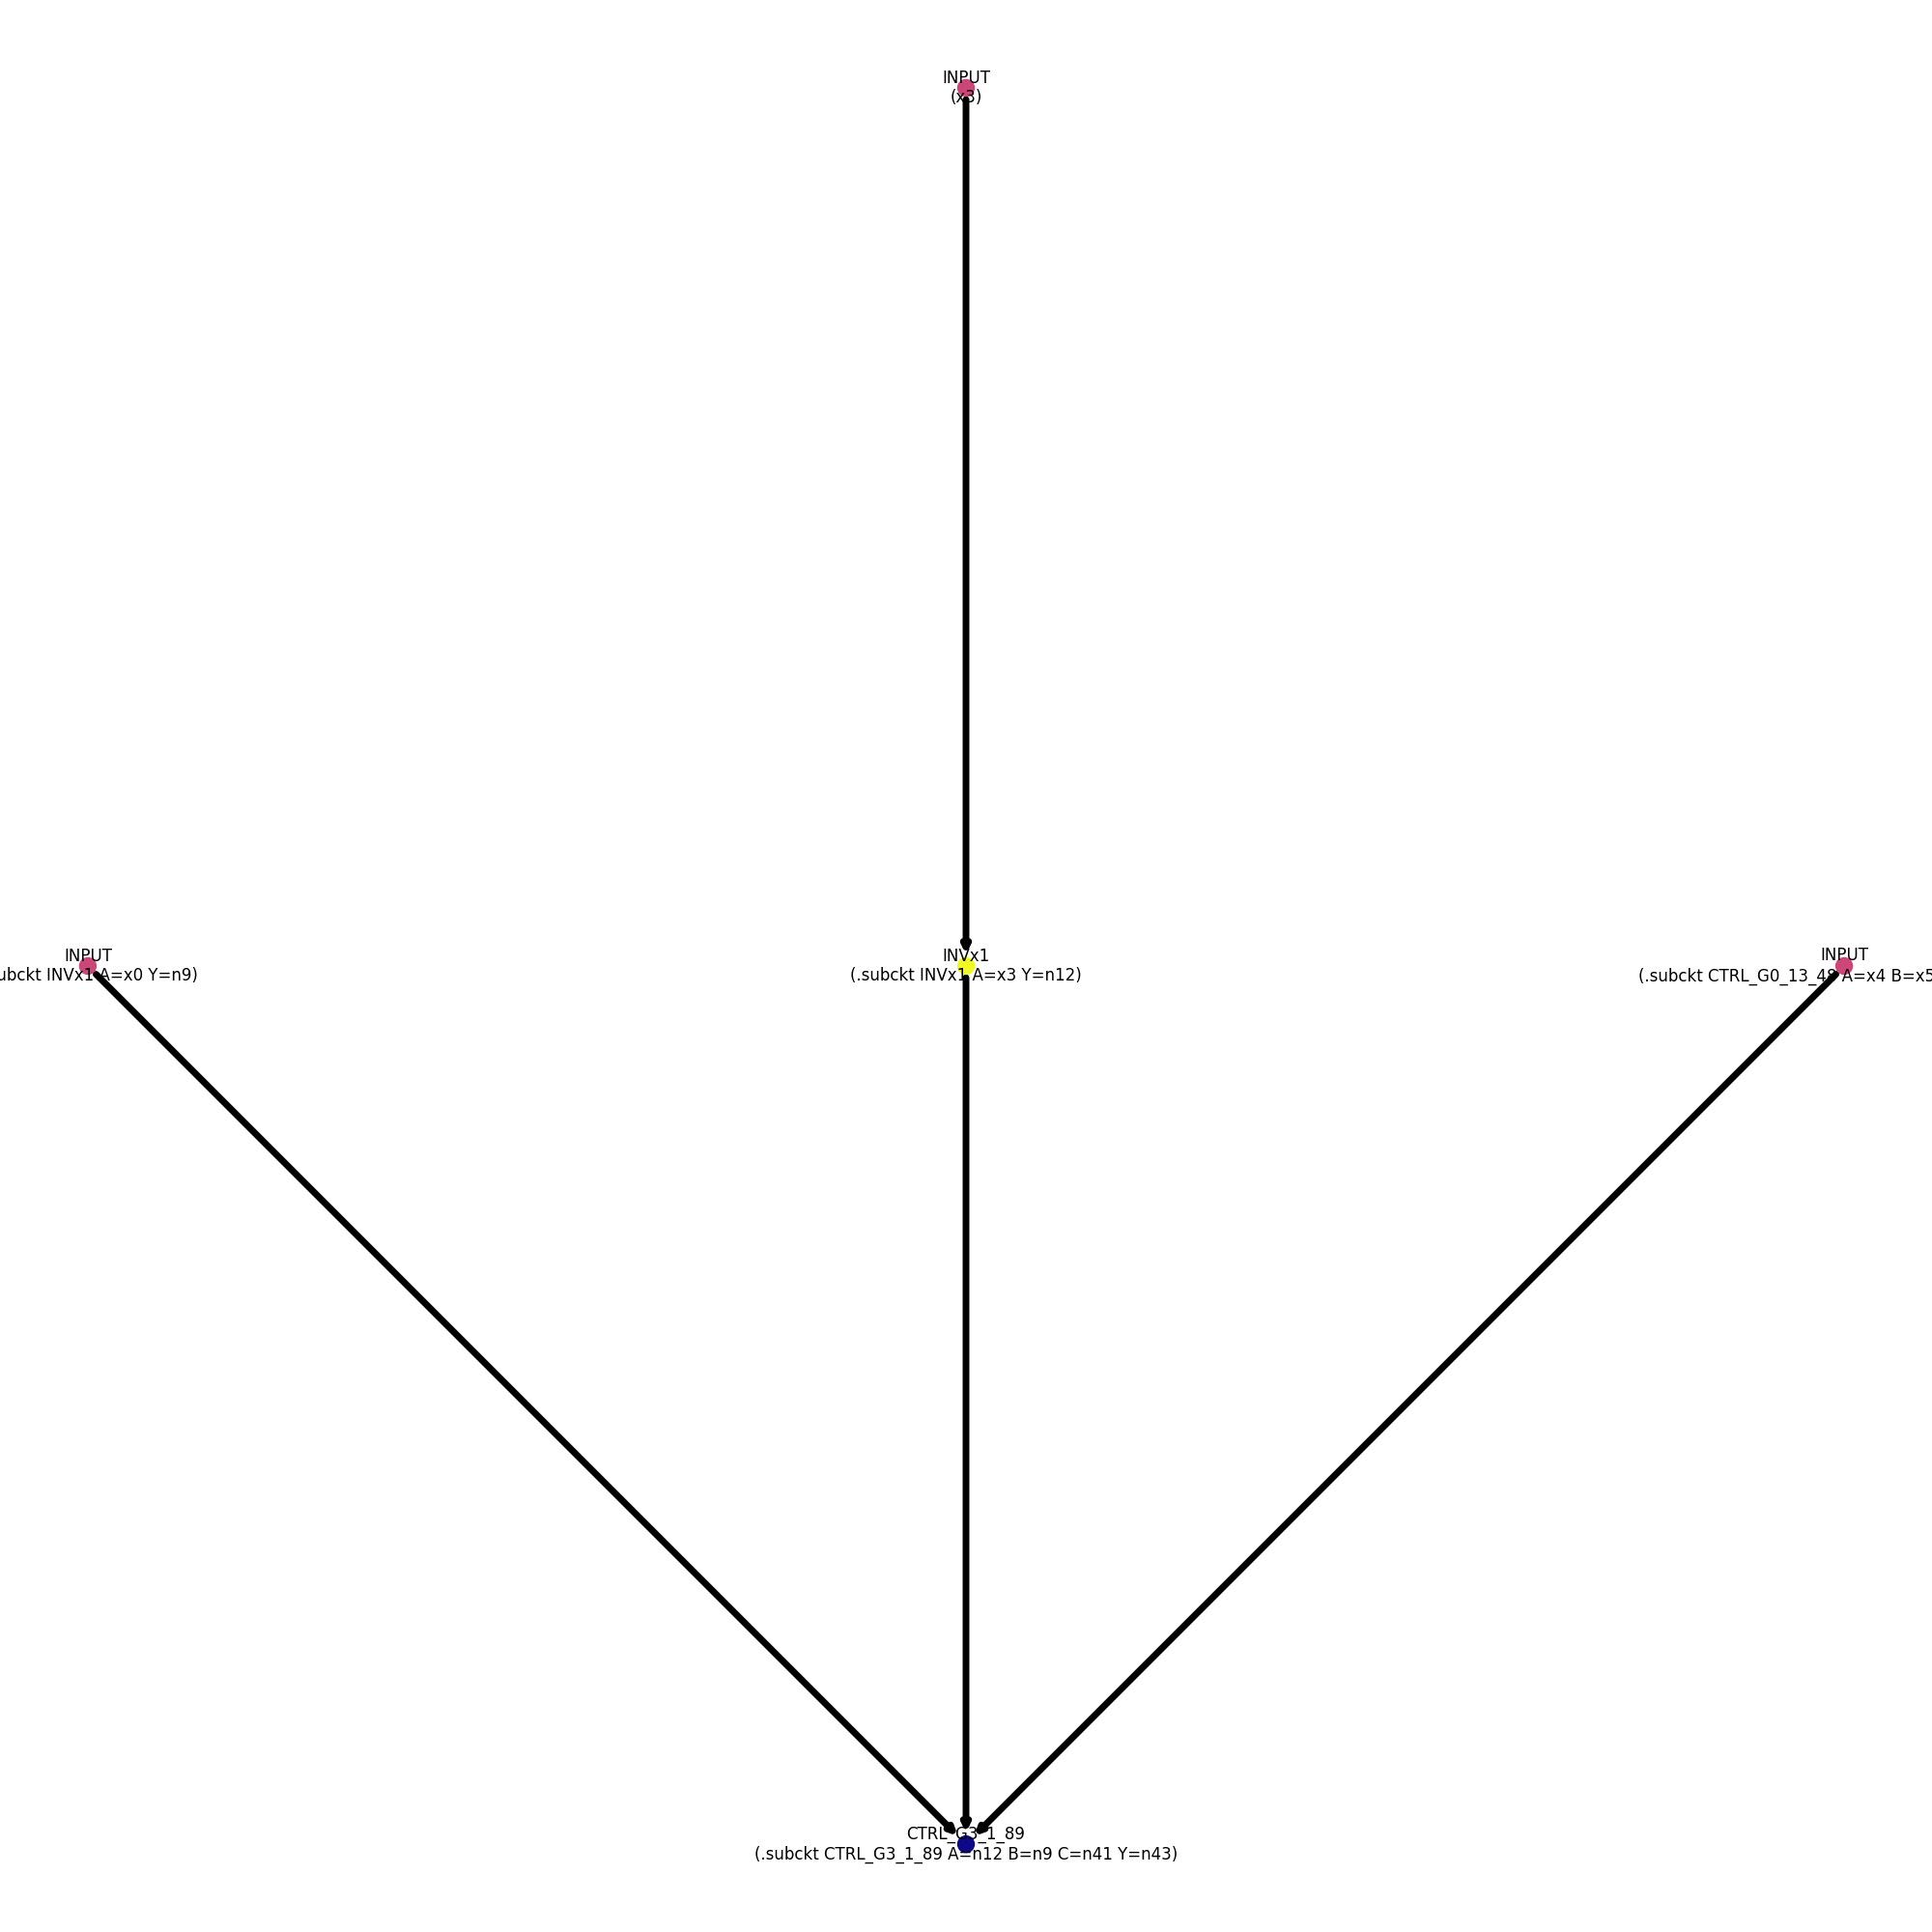 INPUT
(x3)
INPUT
ubckt INVx1 A=x0 Y=n9)
INVx1
(.subckt INVx1 A=x3 Y=n12)
INPUT
(.subckt CTRL_G0_13_48 A=x4 B=x5
CTRL_G3_1_89
(.subckt CTRL_G3_1_89 A=n12 B=n9 C=n41 Y=n43)